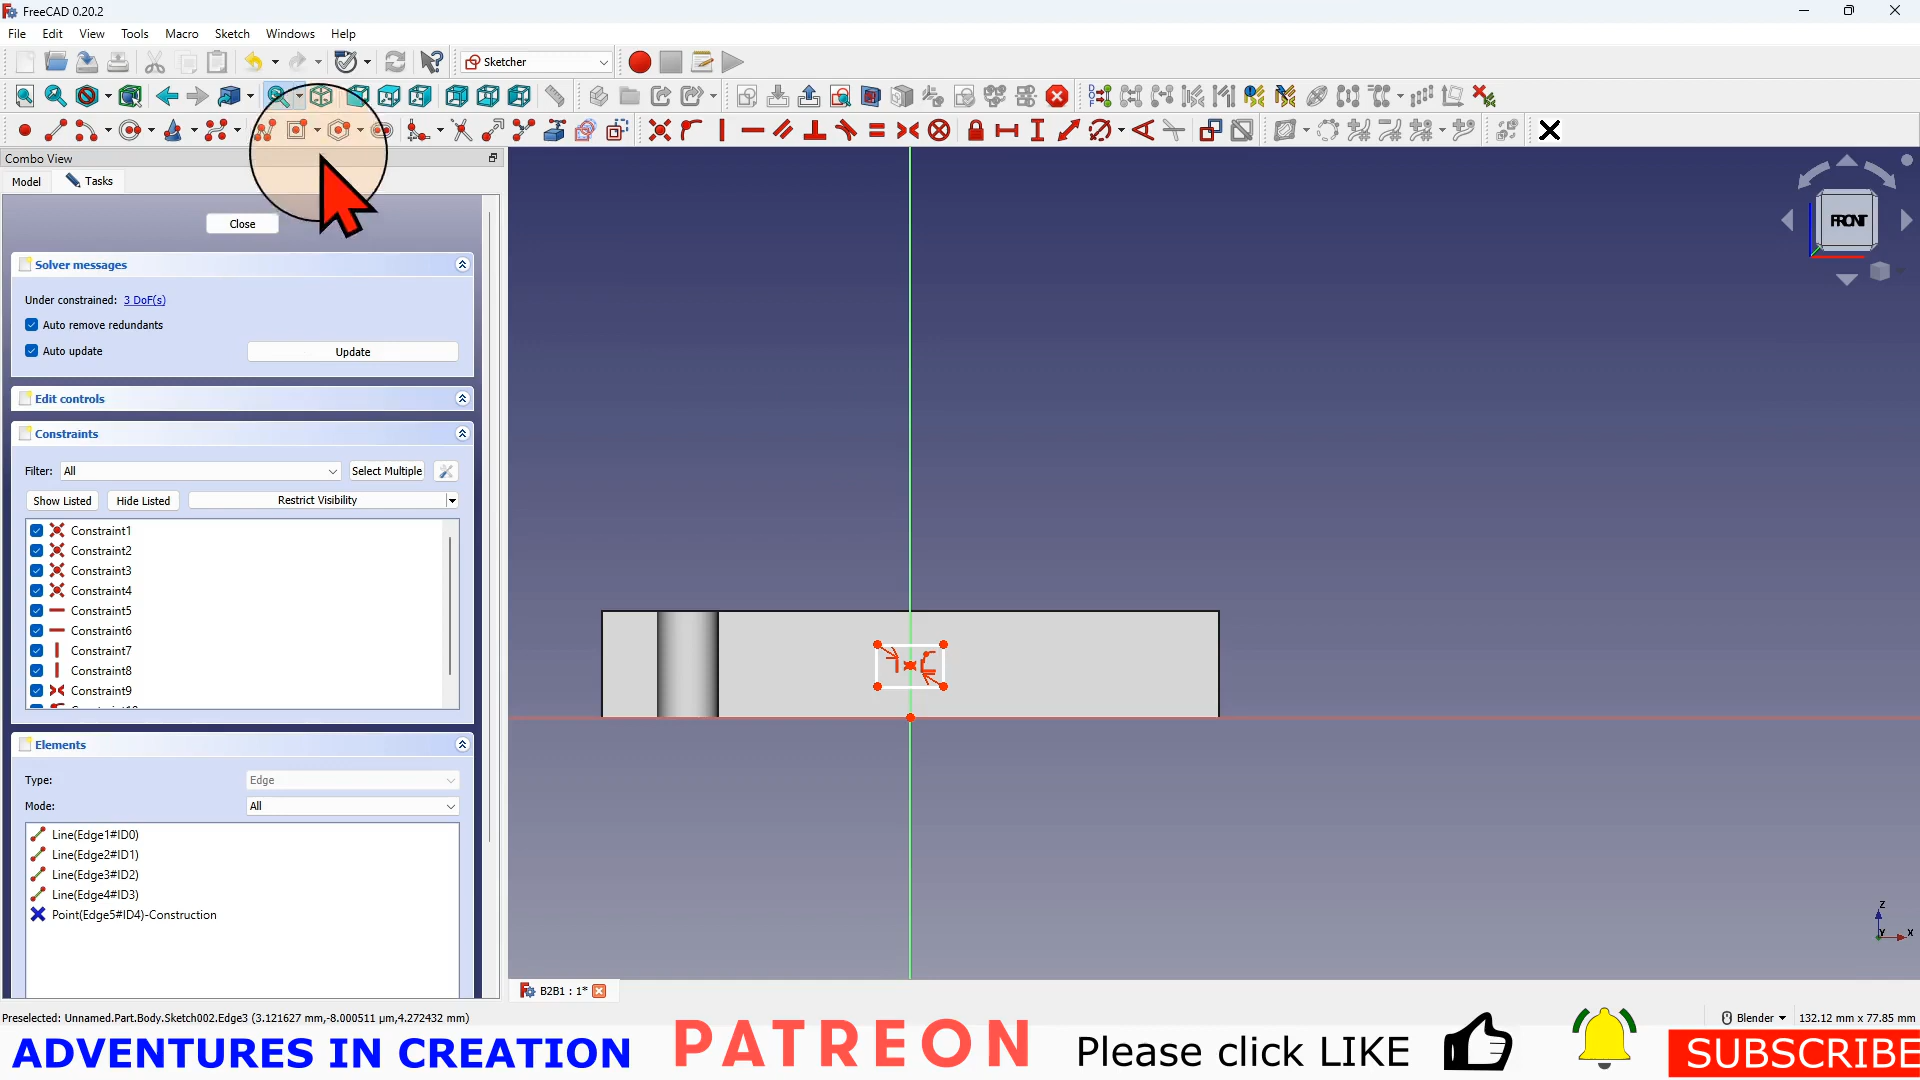 FreeCAD 0.20.2
File Edit View Tools Macro Sketch Windows Help
Sketcher
Combo View
Model Tasks
Close
Solver messages
Under constrained: 3 DoF(s)
Auto remove redundants
Auto update Update
Edit controls
Constraints
Filter: All Select Multiple
Show Listed Hide Listed Restrict Visibility
Constraint1
Constraint2
Constraint3
Constraint4
Constraint5
Constraint6
Constraint7
Constraint8
Constraint9
Elements
Type: Edge
Mode: All
Line(Edge1#ID0)
Line(Edge2#ID1)
Line(Edge3#ID2)
Line(Edge4#ID3)
Point(Edge5#ID4)-Construction
FRONT
Z
Y X
B2B1 : 1*
Preselected: Unnamed.Part.Body.Sketch002.Edge3 (3.121627 mm,-8.000511 µm,4.272432 mm)
Blender 132.12 mm x 77.85 mm
ADVENTURES IN CREATION PATREON Please click LIKE SUBSCRIBE